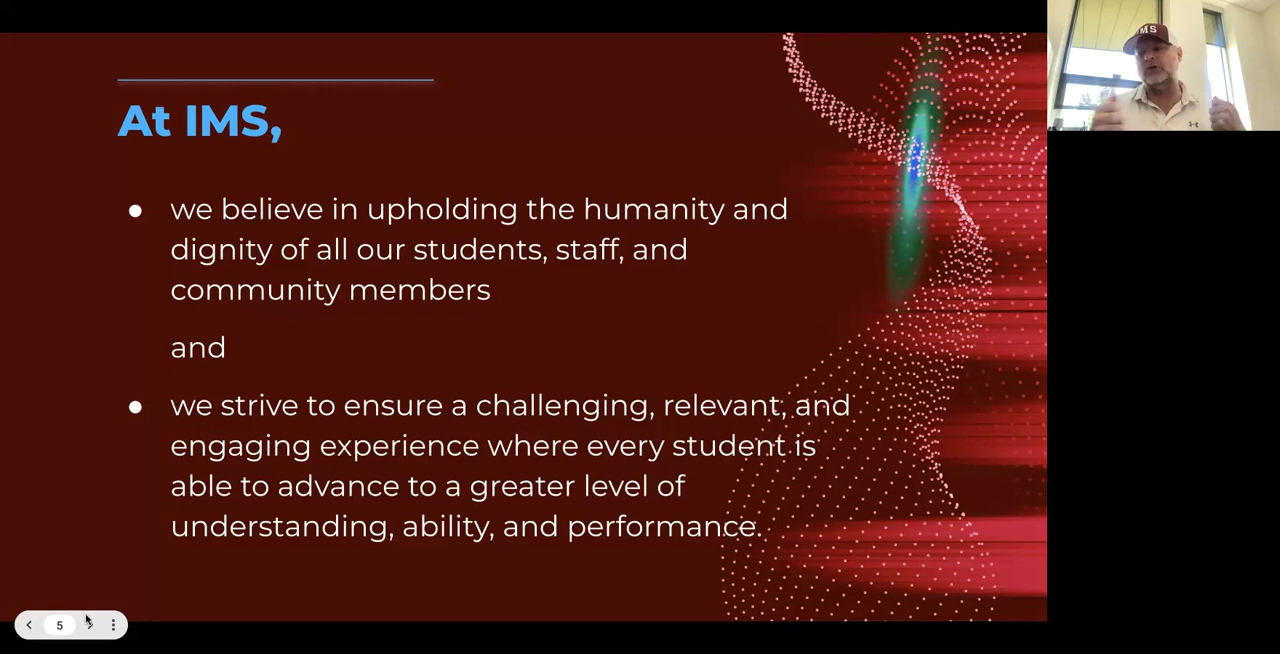 At IMS,
● we believe in upholding the humanity and
dignity of all our students, staff, and
community members
and
● we strive to ensure a challenging, relevant, and
engaging experience where every student is
able to advance to a greater level of
understanding, ability, and performance.
5
IMS